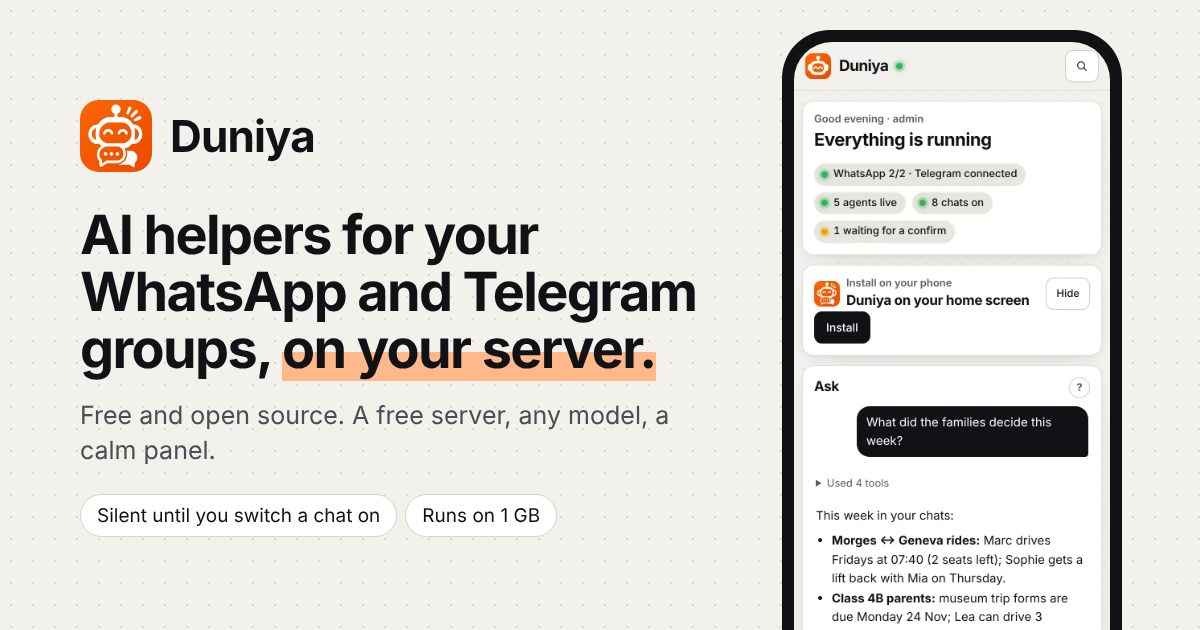 Duniya
AI helpers for your
WhatsApp and Telegram
groups, on your server.
Free and open source. A free server, any model, a
calm panel.
Silent until you switch a chat on
Runs on 1 GB
Duniya
Good evening · admin
Everything is running
WhatsApp 2/2 · Telegram connected
5 agents live
8 chats on
1 waiting for a confirm
Install on your phone
Duniya on your home screen
Hide
Install
Ask
?
What did the families decide this
week?
▶ Used 4 tools
This week in your chats:
• Morges ↔ Geneva rides: Marc drives
Fridays at 07:40 (2 seats left); Sophie gets a
lift back with Mia on Thursday.
• Class 4B parents: museum trip forms are
due Monday 24 Nov; Lea can drive 3